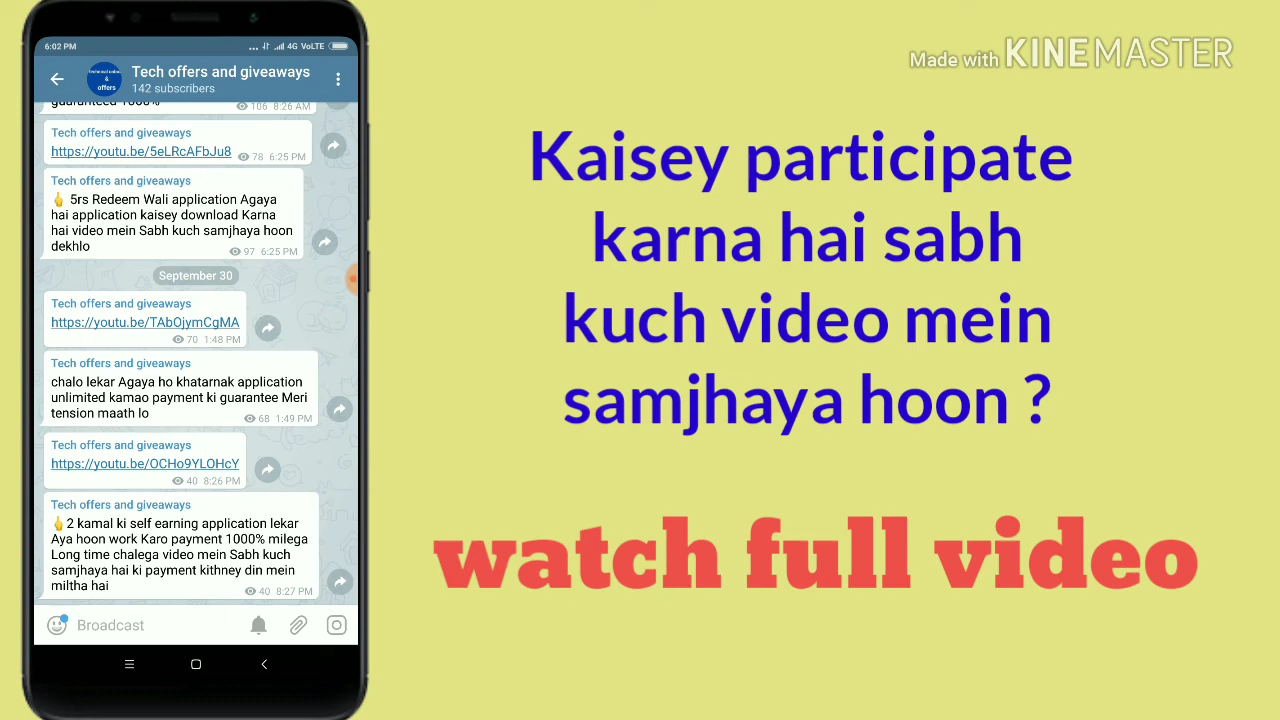 6:02 PM
4G VoLTE
Tech offers and giveaways
142 subscribers
Technical baba
&
offers
guaranteed 1000%
106 8:26 AM
Tech offers and giveaways
https://youtu.be/5eLRcAFbJu8
78 6:25 PM
Tech offers and giveaways
👆 5rs Redeem Wali application Agaya
hai application kaisey download Karna
hai video mein Sabh kuch samjhaya hoon
dekhlo
97 6:25 PM
September 30
Tech offers and giveaways
https://youtu.be/TAbOjymCgMA
70 1:48 PM
Tech offers and giveaways
chalo lekar Agaya ho khatarnak application
unlimited kamao payment ki guarantee Meri
tension maath lo
68 1:49 PM
Tech offers and giveaways
https://youtu.be/OCHo9YLOHcY
40 8:26 PM
Tech offers and giveaways
👆2 kamal ki self earning application lekar
Aya hoon work Karo payment 1000% milega
Long time chalega video mein Sabh kuch
samjhaya hai ki payment kithney din mein
miltha hai
40 8:27 PM
Broadcast
Made with KINEMASTER
Kaisey participate
karna hai sabh
kuch video mein
samjhaya hoon ?
watch full video